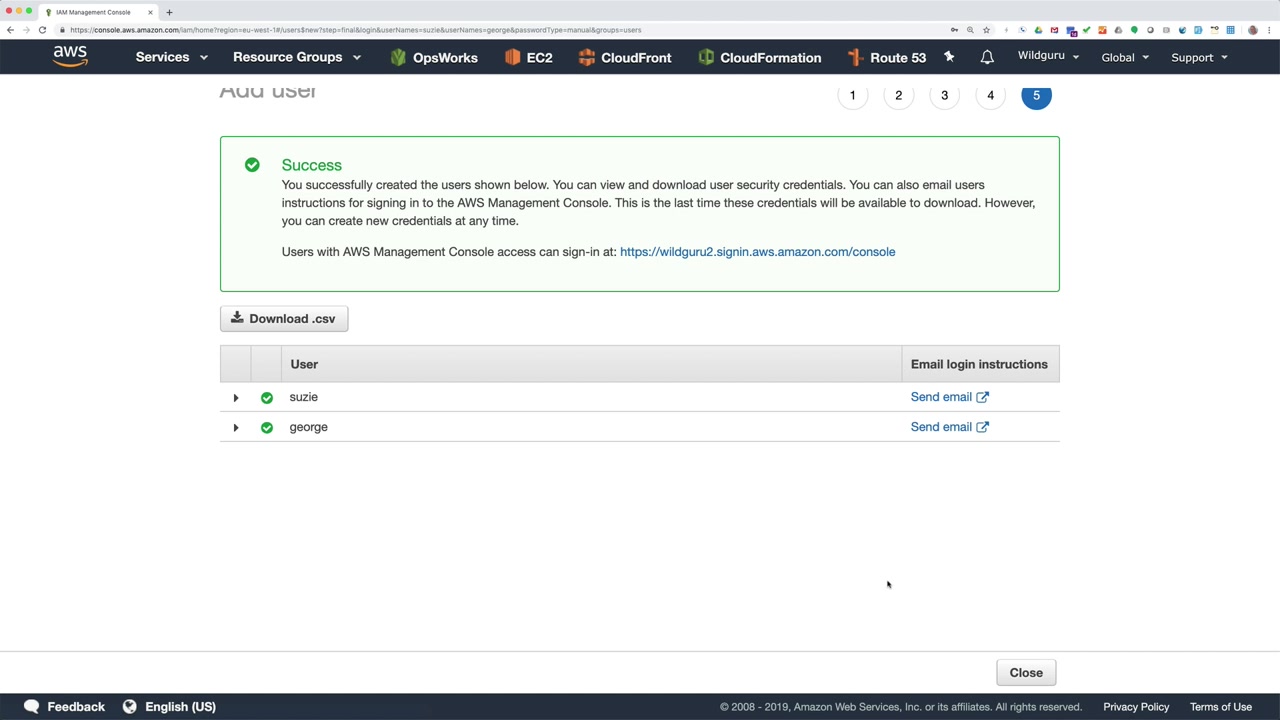 IAM Management Console
https://console.aws.amazon.com/iam/home?region=eu-west-1#/users$new?step=final&login&userNames=suzie&userNames=george&passwordType=manual&groups=users
aws Services Resource Groups OpsWorks EC2 CloudFront CloudFormation Route 53 Wildguru Global Support
Add user 1 2 3 4 5
Success
You successfully created the users shown below. You can view and download user security credentials. You can also email users
instructions for signing in to the AWS Management Console. This is the last time these credentials will be available to download. However,
you can create new credentials at any time.
Users with AWS Management Console access can sign-in at: https://wildguru2.signin.aws.amazon.com/console
Download .csv
User Email login instructions
suzie Send email
george Send email
Close
Feedback English (US) © 2008 - 2019, Amazon Web Services, Inc. or its affiliates. All rights reserved. Privacy Policy Terms of Use